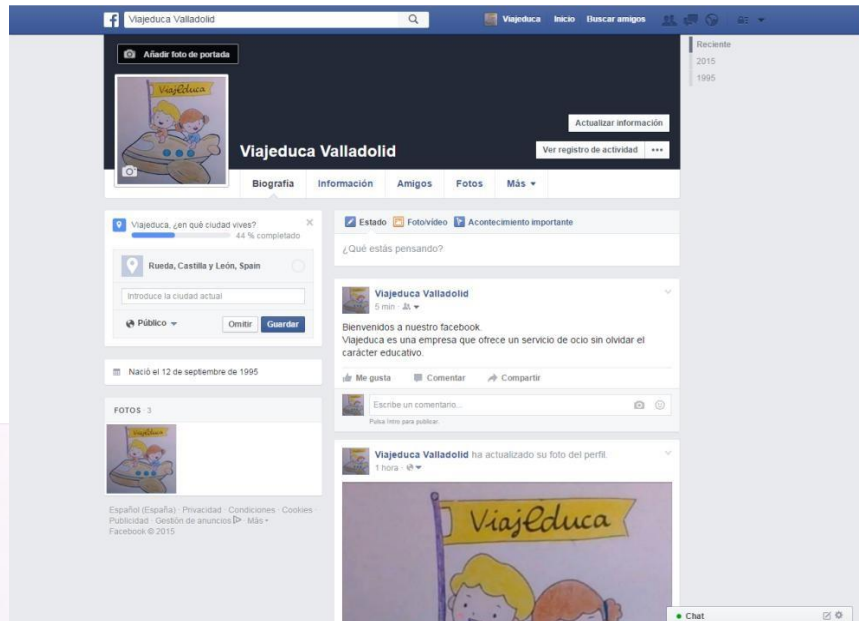 Viajeduca Valladolid
Viajeduca Inicio Buscar amigos
Reciente
2015
1995
Añadir foto de portada
Viajeduca
Actualizar información
Viajeduca Valladolid
Ver registro de actividad
Biografía Información Amigos Fotos Más
Viajeduca, ¿en qué ciudad vives?
44 % completado
Rueda, Castilla y León, Spain
Introduce la ciudad actual
Público Omitir Guardar
Nació el 12 de septiembre de 1995
FOTOS · 3
Viajeduca
Español (España) · Privacidad · Condiciones · Cookies ·
Publicidad · Gestión de anuncios · Más
Facebook © 2015
Estado Foto/vídeo Acontecimiento importante
¿Qué estás pensando?
Viajeduca Valladolid
5 min ·
Bienvenidos a nuestro facebook.
Viajeduca es una empresa que ofrece un servicio de ocio sin olvidar el
carácter educativo.
Me gusta Comentar Compartir
Escribe un comentario...
Pulsa Intro para publicar.
Viajeduca Valladolid ha actualizado su foto del perfil.
1 hora ·
Viajeduca
Chat